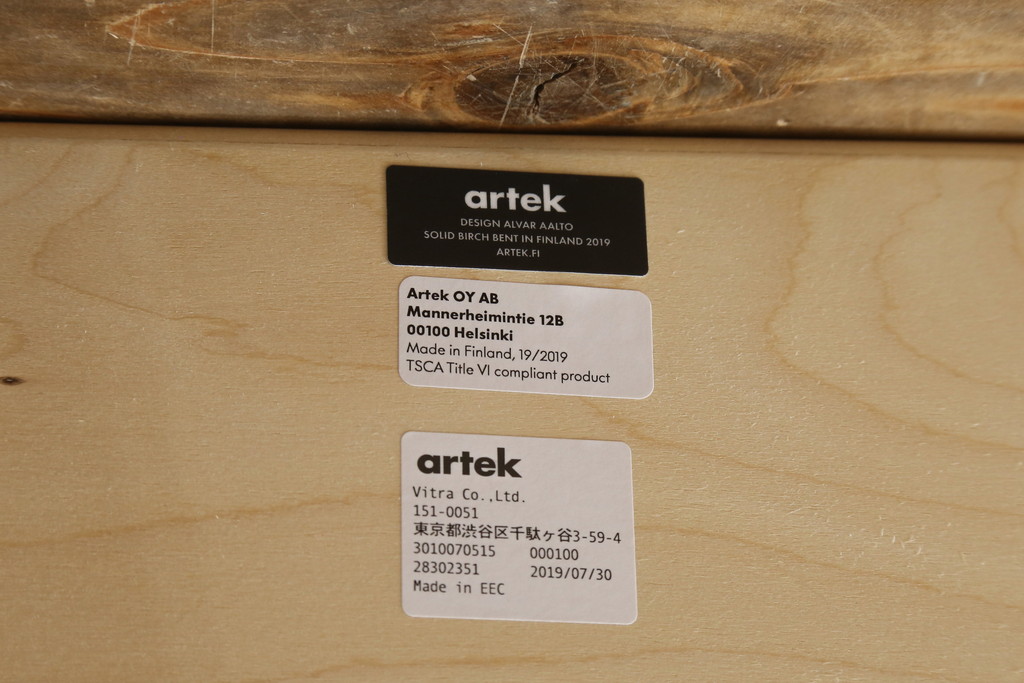 artek
DESIGN ALVAR AALTO
SOLID BIRCH BENT IN FINLAND 2019
ARTEK.FI
Artek OY AB
Mannerheimintie 12B
00100 Helsinki
Made in Finland, 19/2019
TSCA Title VI compliant product
artek
Vitra Co.,Ltd.
151-0051
東京都渋谷区千駄ヶ谷3-59-4
3010070515 000100
28302351 2019/07/30
Made in EEC